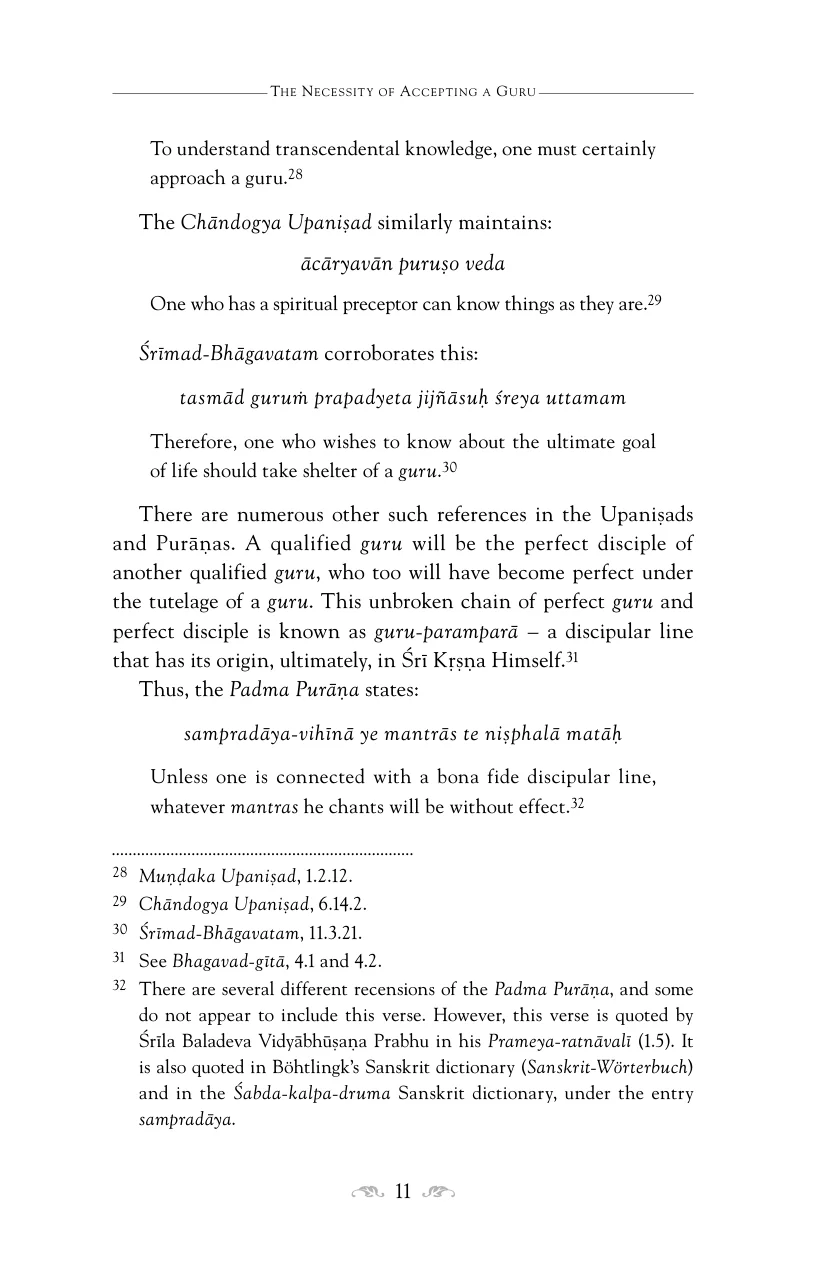 The Necessity of Accepting a Guru
To understand transcendental knowledge, one must certainly
approach a guru.28
The Chāndogya Upaniṣad similarly maintains:
ācāryavān puruṣo veda
One who has a spiritual preceptor can know things as they are.29
Śrīmad-Bhāgavatam corroborates this:
tasmād guruṁ prapadyeta jijñāsuḥ śreya uttamam
Therefore, one who wishes to know about the ultimate goal
of life should take shelter of a guru.30
There are numerous other such references in the Upaniṣads
and Purāṇas. A qualified guru will be the perfect disciple of
another qualified guru, who too will have become perfect under
the tutelage of a guru. This unbroken chain of perfect guru and
perfect disciple is known as guru-paramparā – a discipular line
that has its origin, ultimately, in Śrī Kṛṣṇa Himself.31
Thus, the Padma Purāṇa states:
sampradāya-vihīnā ye mantrās te niṣphalā matāḥ
Unless one is connected with a bona fide discipular line,
whatever mantras he chants will be without effect.32
28 Muṇḍaka Upaniṣad, 1.2.12.
29 Chāndogya Upaniṣad, 6.14.2.
30 Śrīmad-Bhāgavatam, 11.3.21.
31 See Bhagavad-gītā, 4.1 and 4.2.
32 There are several different recensions of the Padma Purāṇa, and some
do not appear to include this verse. However, this verse is quoted by
Śrīla Baladeva Vidyābhūṣaṇa Prabhu in his Prameya-ratnāvalī (1.5). It
is also quoted in Böhtlingk's Sanskrit dictionary (Sanskrit-Wörterbuch)
and in the Śabda-kalpa-druma Sanskrit dictionary, under the entry
sampradāya.
11